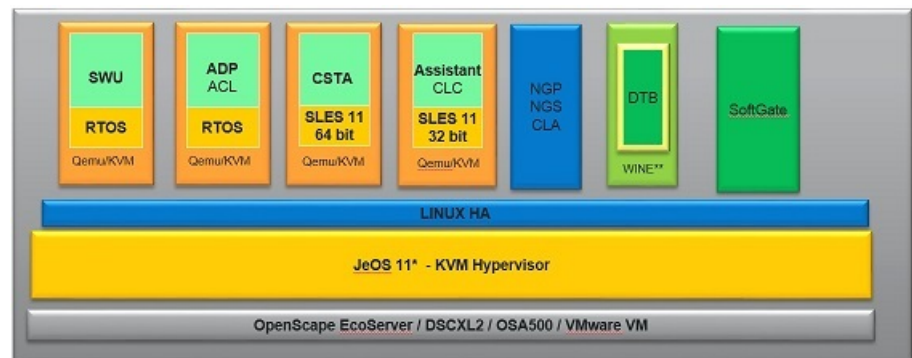 SWU
RTOS
Qemu/KVM
ADP
ACL
RTOS
Qemu/KVM
CSTA
SLES 11
64 bit
Qemu/KVM
Assistant
CLC
SLES 11
32 bit
Qemu/KVM
NGP
NGS
CLA
DTB
WINE**
SoftGate
LINUX HA
JeOS 11* - KVM Hypervisor
OpenScape EcoServer / DSCXL2 / OSA500 / VMware VM